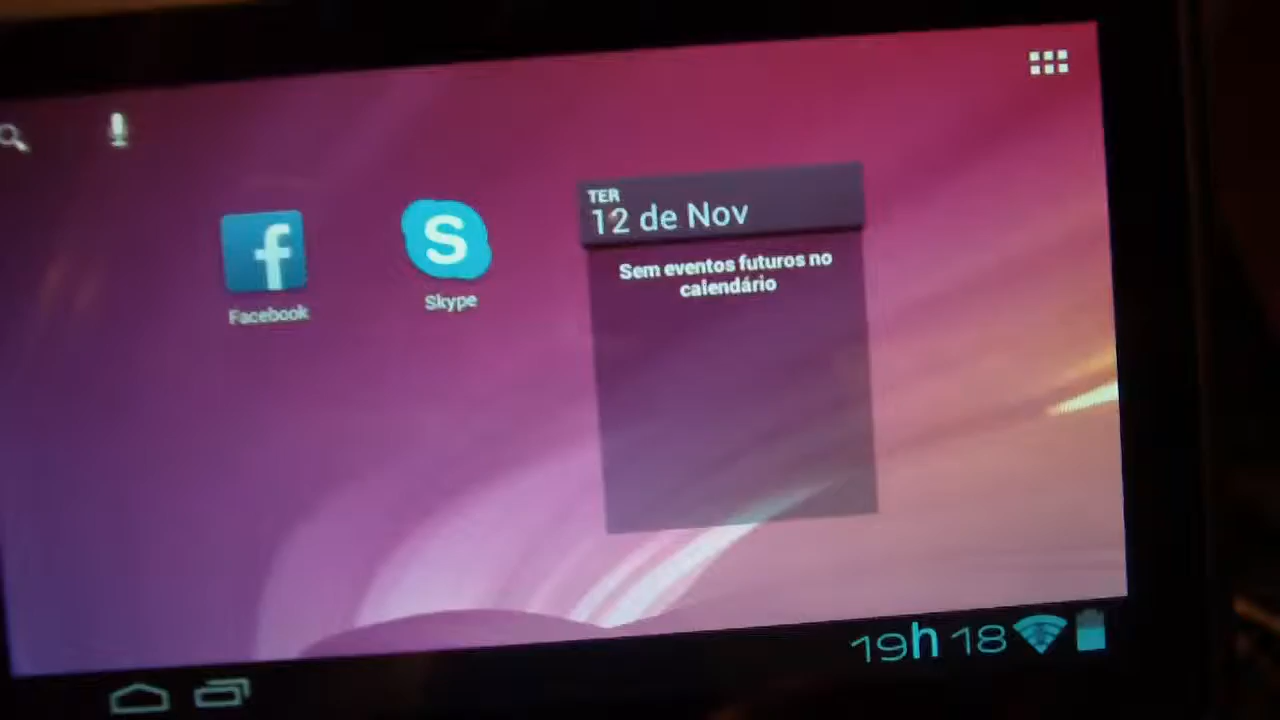 Facebook
Skype
TER
12 de Nov
Sem eventos futuros no
calendário
19h 18